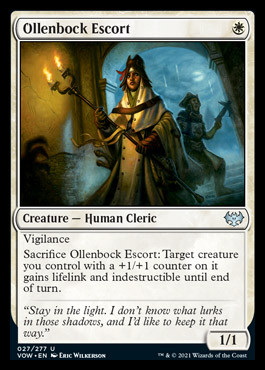 Ollenbock Escort
Creature — Human Cleric
Vigilance
Sacrifice Ollenbock Escort: Target creature
you control with a +1/+1 counter on it
gains lifelink and indestructible until end
of turn.
"Stay in the light. I don't know what lurks
in those shadows, and I'd like to keep it that
way."
1/1
027/277 U
VOW • EN Eric Wilkerson
™ & © 2021 Wizards of the Coast